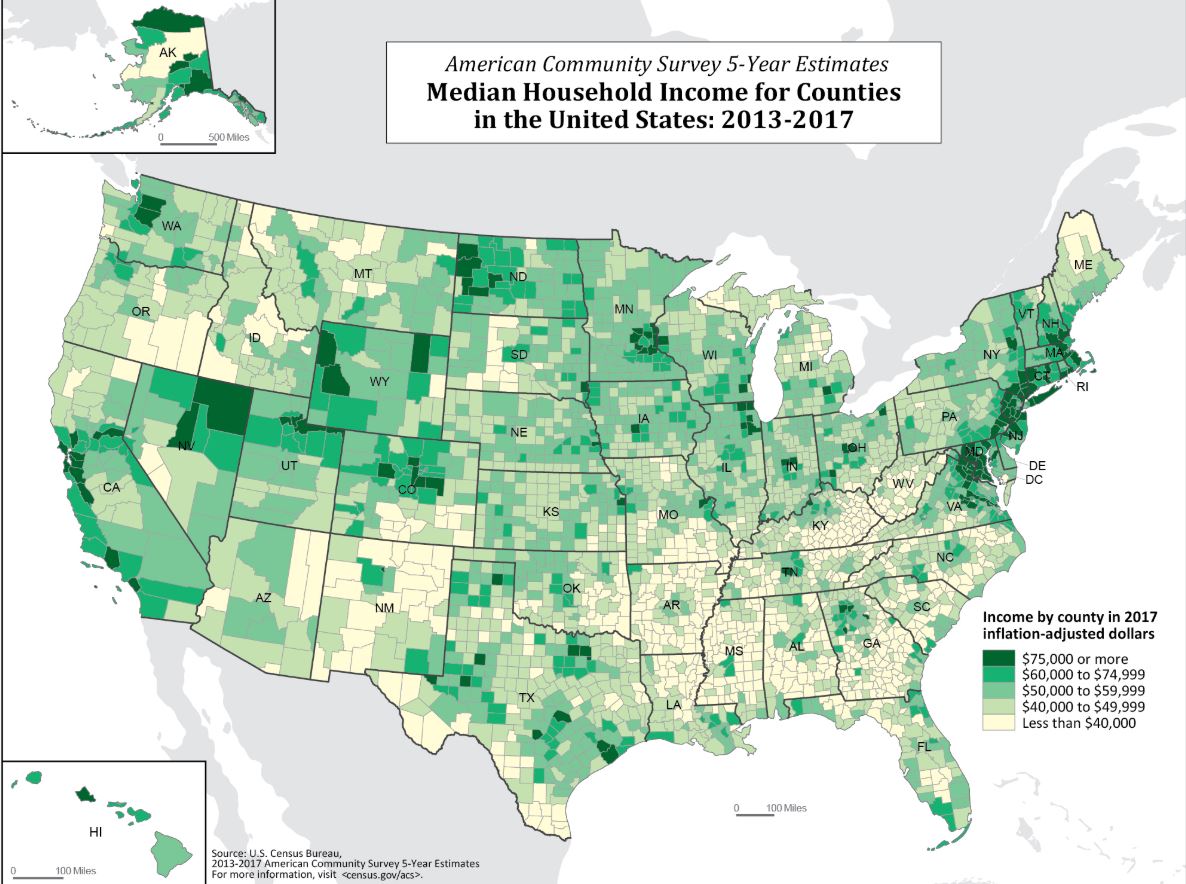 AK
0 500 Miles
American Community Survey 5-Year Estimates
Median Household Income for Counties
in the United States: 2013-2017
WA
MT
ND
MN
ME
OR
ID
SD
WI
MI
VT
NH
NY
MA
CT
RI
WY
NE
IA
PA
NJ
NV
UT
CO
IL
IN
OH
MD
DE
DC
CA
KS
MO
KY
WV
VA
AZ
NM
OK
AR
TN
NC
SC
MS
AL
GA
TX
LA
FL
Income by county in 2017
inflation-adjusted dollars
$75,000 or more
$60,000 to $74,999
$50,000 to $59,999
$40,000 to $49,999
Less than $40,000
0 100 Miles
HI
0 100 Miles
Source: U.S. Census Bureau,
2013-2017 American Community Survey 5-Year Estimates
For more information, visit <census.gov/acs>.